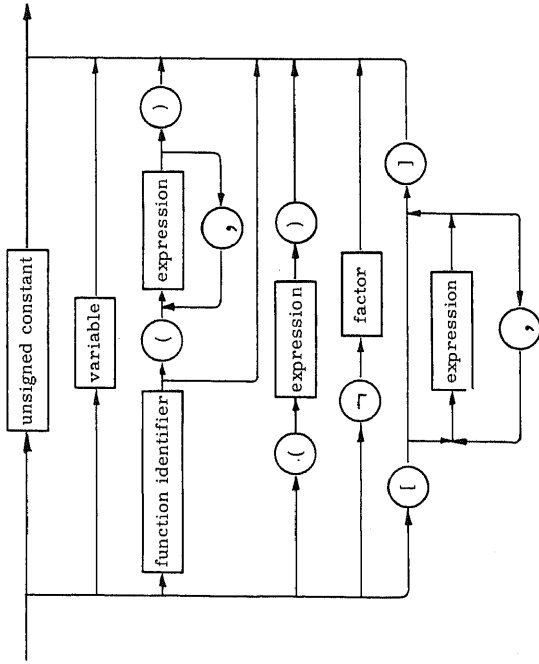 unsigned constant
variable
function identifier ( expression )
,
( expression )
¬ factor
[ ]
expression
,